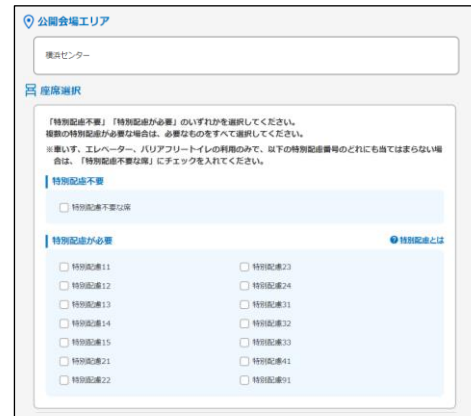 公開会場エリア
横浜センター
座席選択
「特別配慮不要」「特別配慮が必要」のいずれかを選択してください。
複数の特別配慮が必要な場合は、必要なものをすべて選択してください。
※車いす、エレベーター、バリアフリートイレの利用のみで、以下の特別配慮番号のどれにも当てはまらない場
合は、「特別配慮不要な席」にチェックを入れてください。
特別配慮不要
特別配慮不要な席
特別配慮が必要
特別配慮とは
特別配慮11
特別配慮23
特別配慮12
特別配慮24
特別配慮13
特別配慮31
特別配慮14
特別配慮32
特別配慮15
特別配慮33
特別配慮21
特別配慮41
特別配慮22
特別配慮91